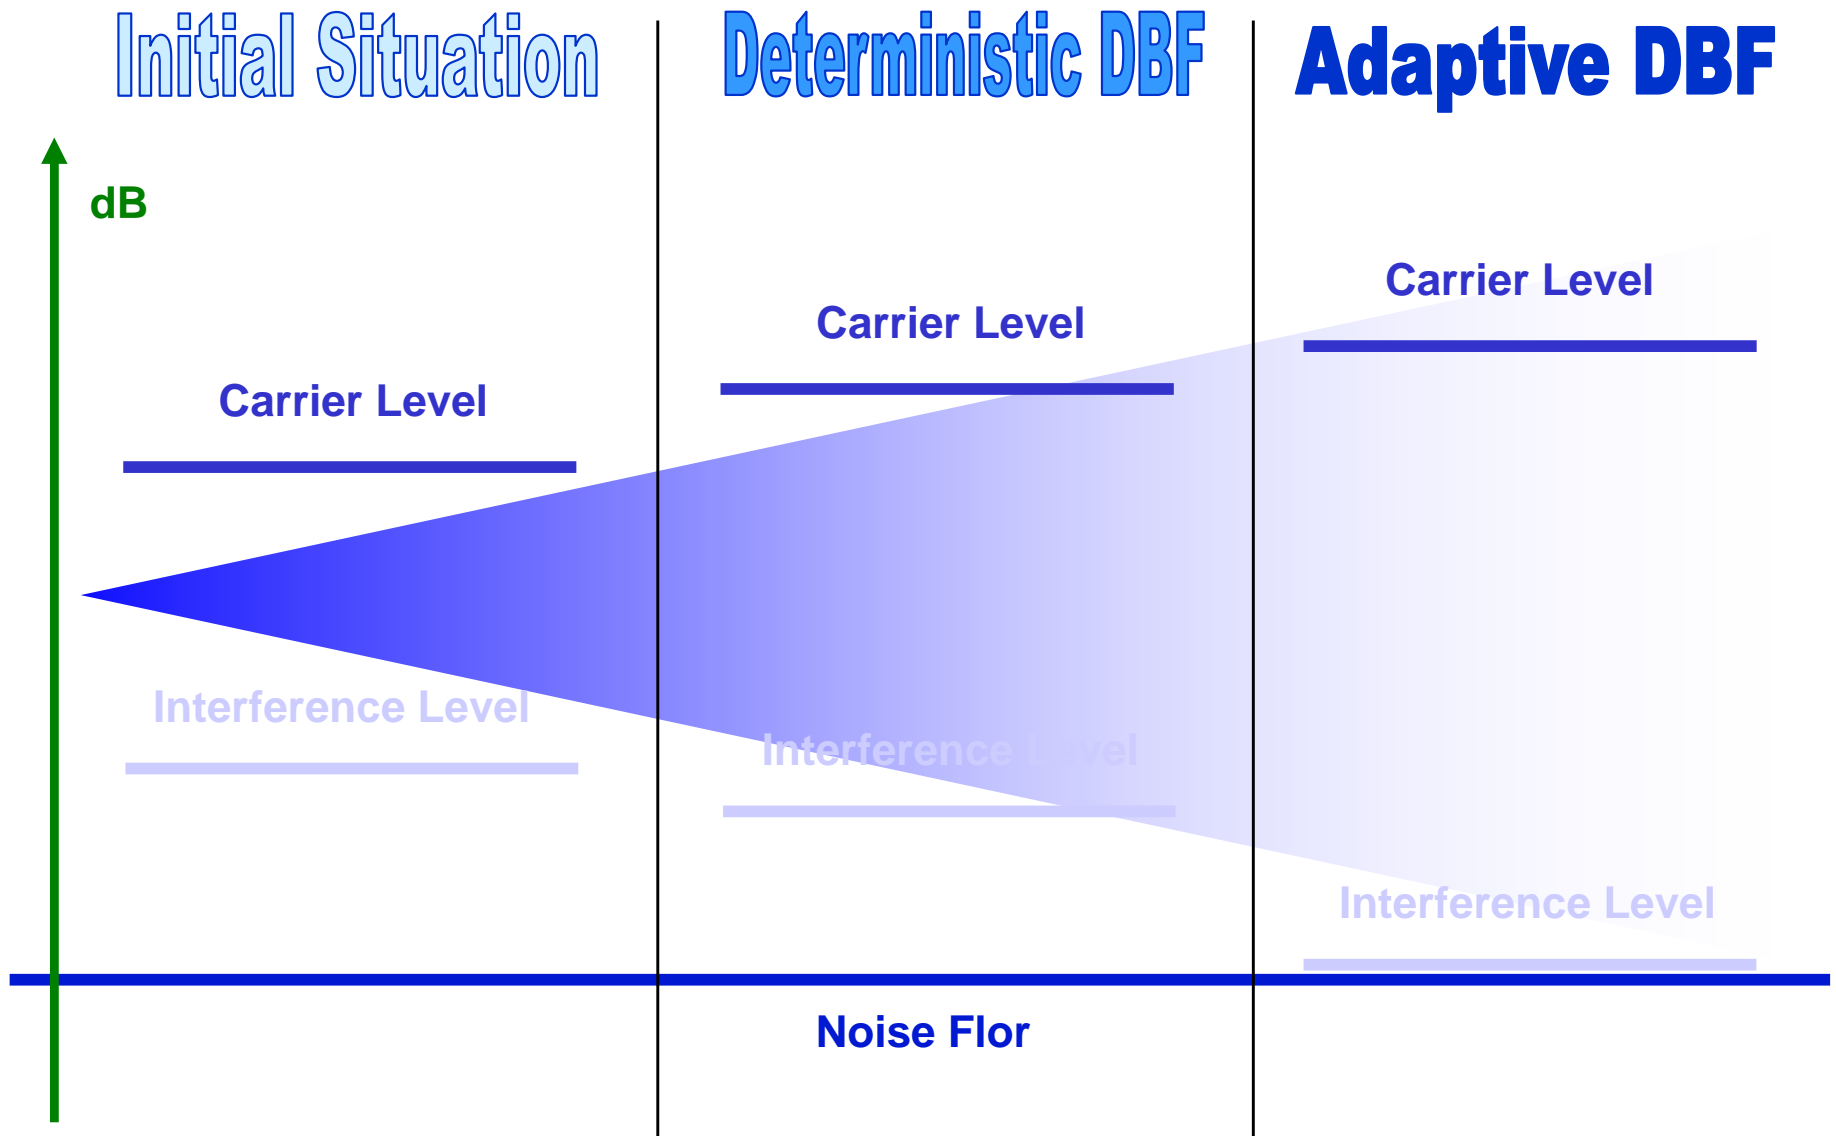 Initial Situation
Deterministic DBF
Adaptive DBF
dB
Carrier Level
Carrier Level
Carrier Level
Interference Level
Interference Level
Interference Level
Noise Flor